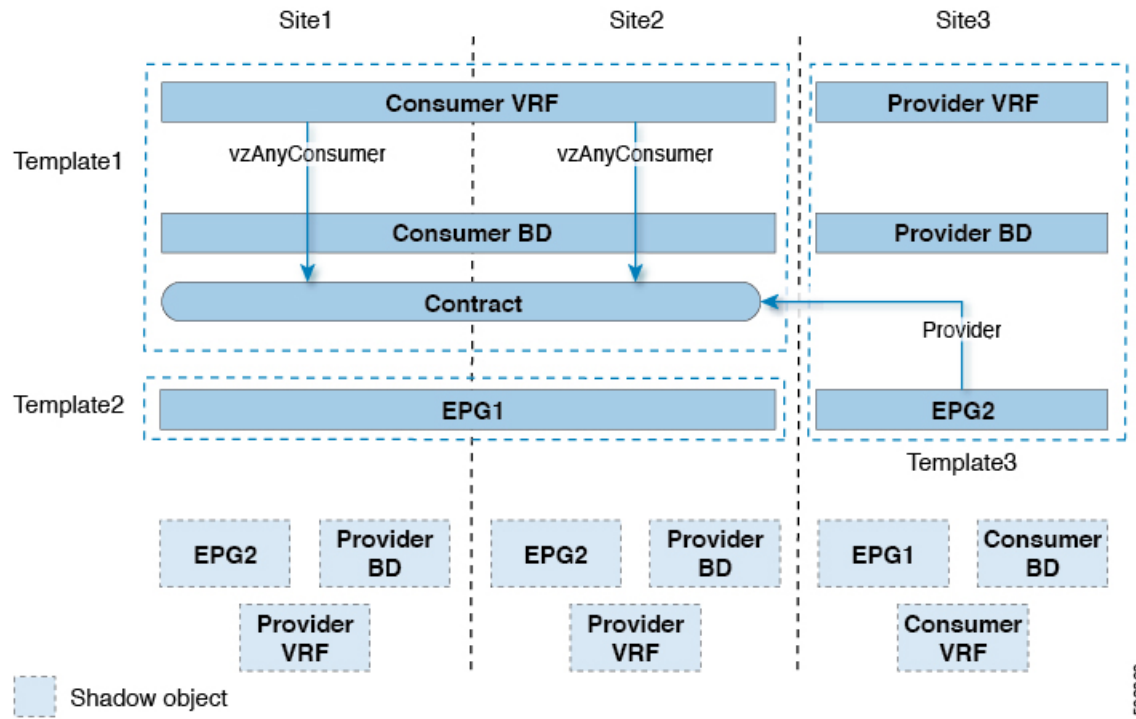 Site1
Site2
Site3
Consumer VRF
Provider VRF
Template1
vzAnyConsumer
vzAnyConsumer
Consumer BD
Provider BD
Contract
Provider
Template2
EPG1
EPG2
Template3
EPG2
Provider
BD
EPG2
Provider
BD
EPG1
Consumer
BD
Provider
VRF
Provider
VRF
Consumer
VRF
Shadow object